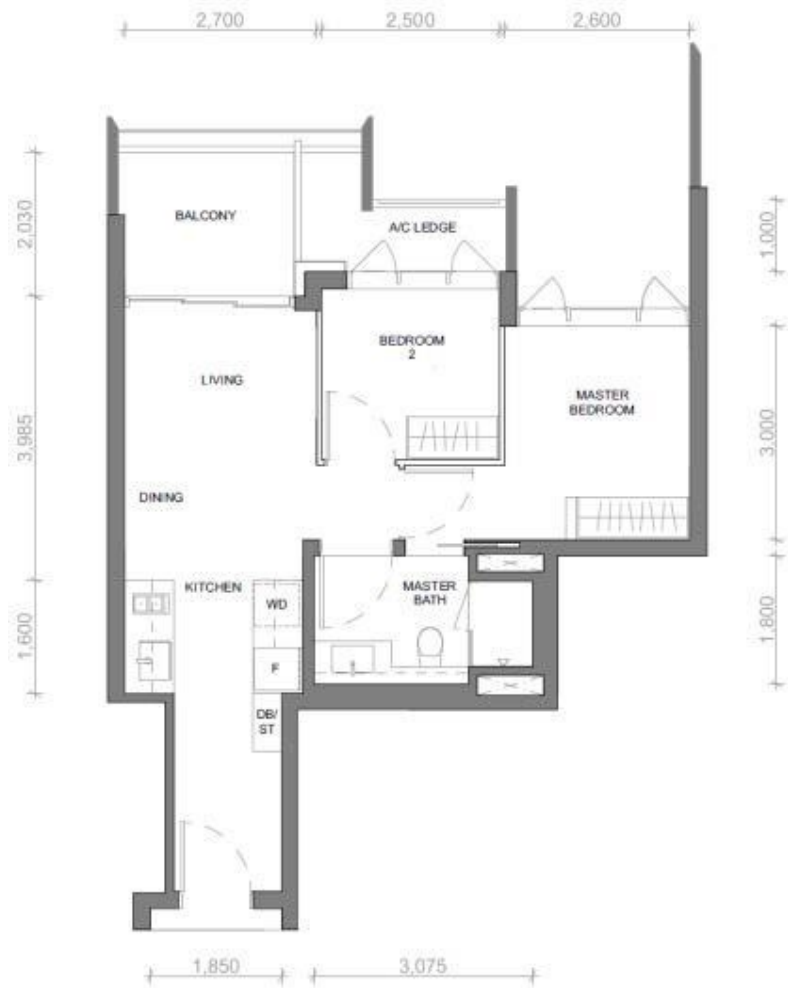 2,700
2,500
2,600
2,030
BALCONY
A/C LEDGE
1,000
BEDROOM
2
LIVING
MASTER
BEDROOM
3,985
3,000
DINING
KITCHEN
WD
MASTER
BATH
1,600
1,800
F
DB/
ST
1,850
3,075